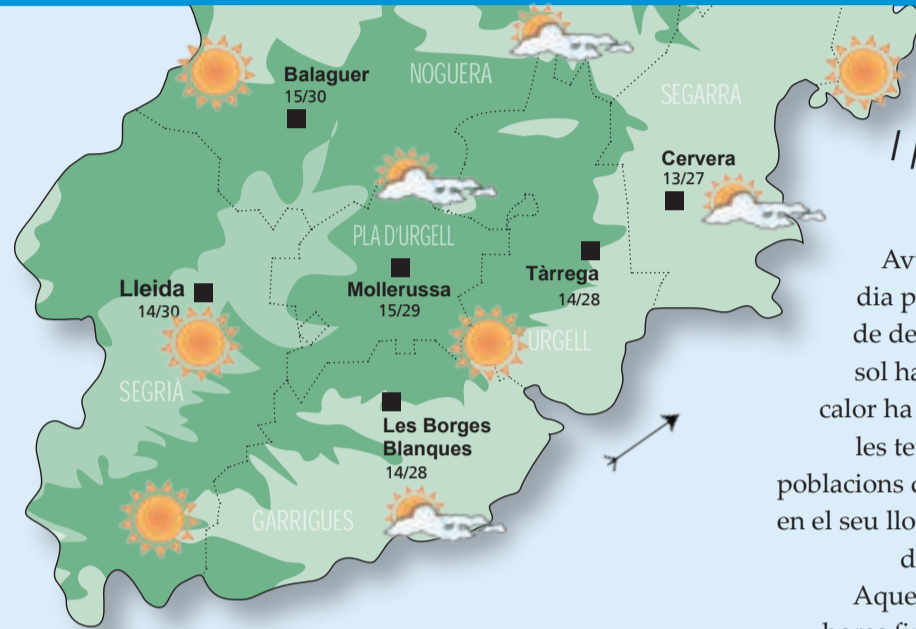 Balaguer
15/30
NOGUERA
SEGARRA
Cervera
13/27
PLA D'URGELL
Mollerussa
15/29
Tàrrega
14/28
Lleida
14/30
URGELL
SEGRIÀ
Les Borges
Blanques
14/28
GARRIGUES
dia p
de de
sol ha
calor ha
les te
poblacions
en el seu llo
d
Aque